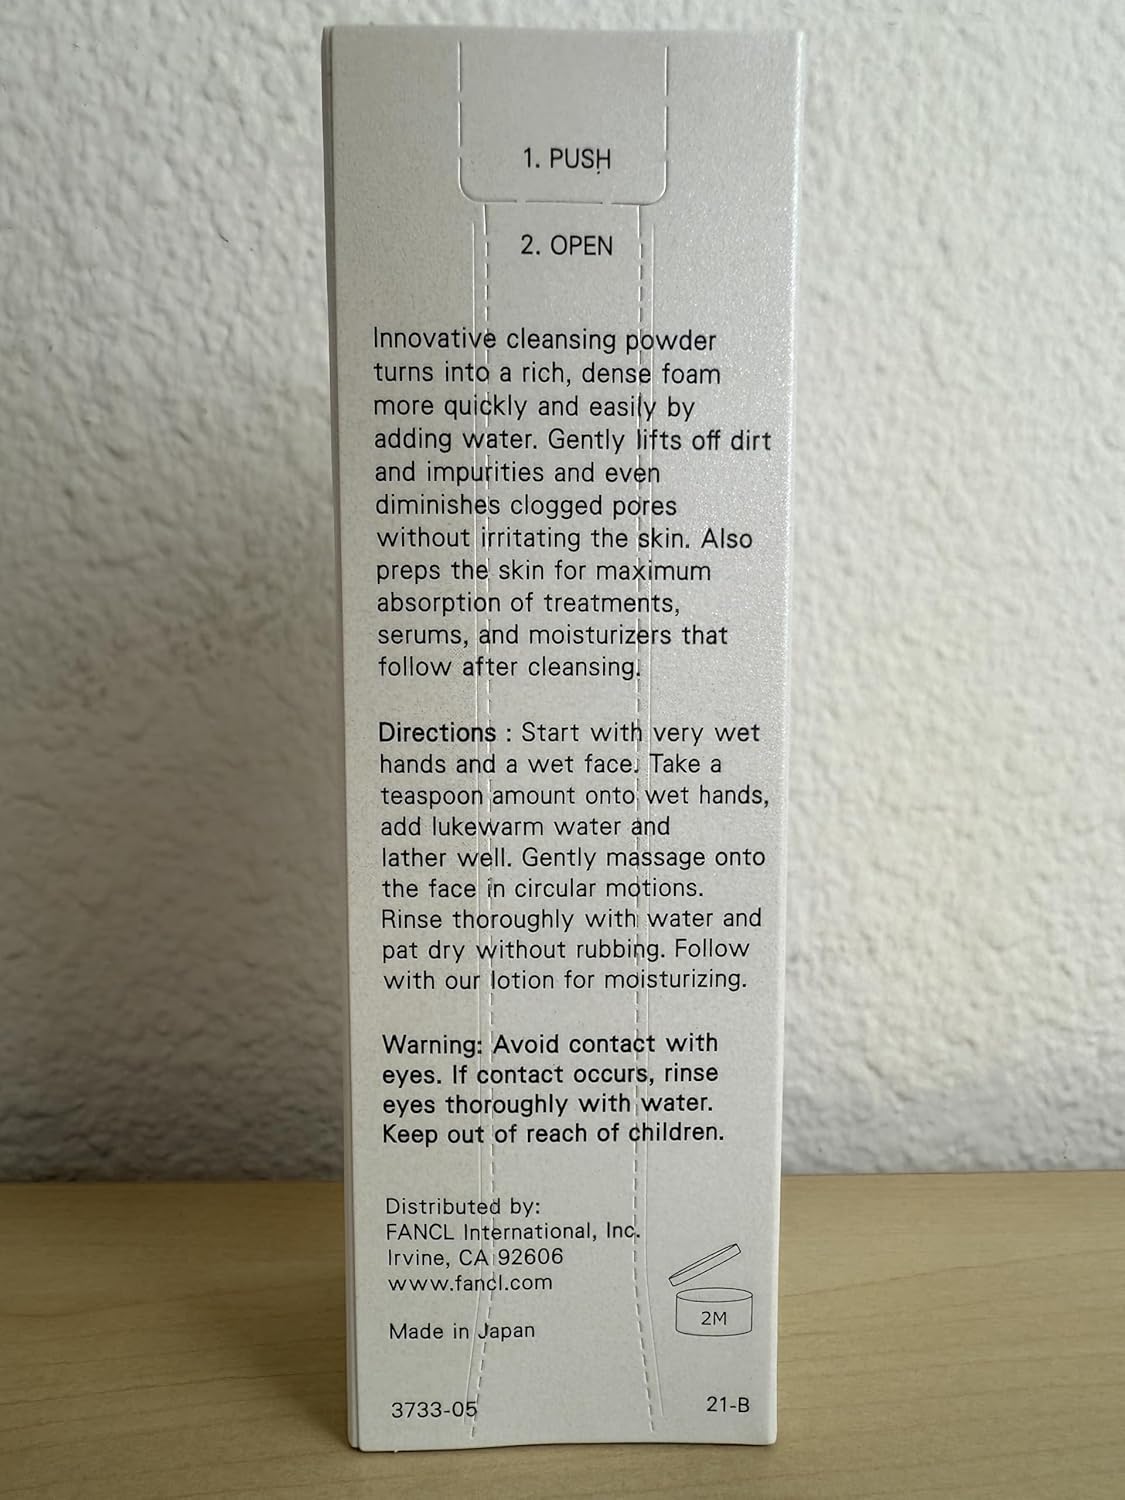 1. PUSH
2. OPEN
Innovative cleansing powder
turns into a rich, dense foam
more quickly and easily by
adding water. Gently lifts off dirt
and impurities and even
diminishes clogged pores
without irritating the skin. Also
preps the skin for maximum
absorption of treatments,
serums, and moisturizers that
follow after cleansing.
Directions : Start with very wet
hands and a wet face. Take a
teaspoon amount onto wet hands,
add lukewarm water and
lather well. Gently massage onto
the face in circular motions.
Rinse thoroughly with water and
pat dry without rubbing. Follow
with our lotion for moisturizing.
Warning: Avoid contact with
eyes. If contact occurs, rinse
eyes thoroughly with water.
Keep out of reach of children.
Distributed by:
FANCL International, Inc.
Irvine, CA 92606
www.fancl.com
2M
Made in Japan
3733-05 21-B